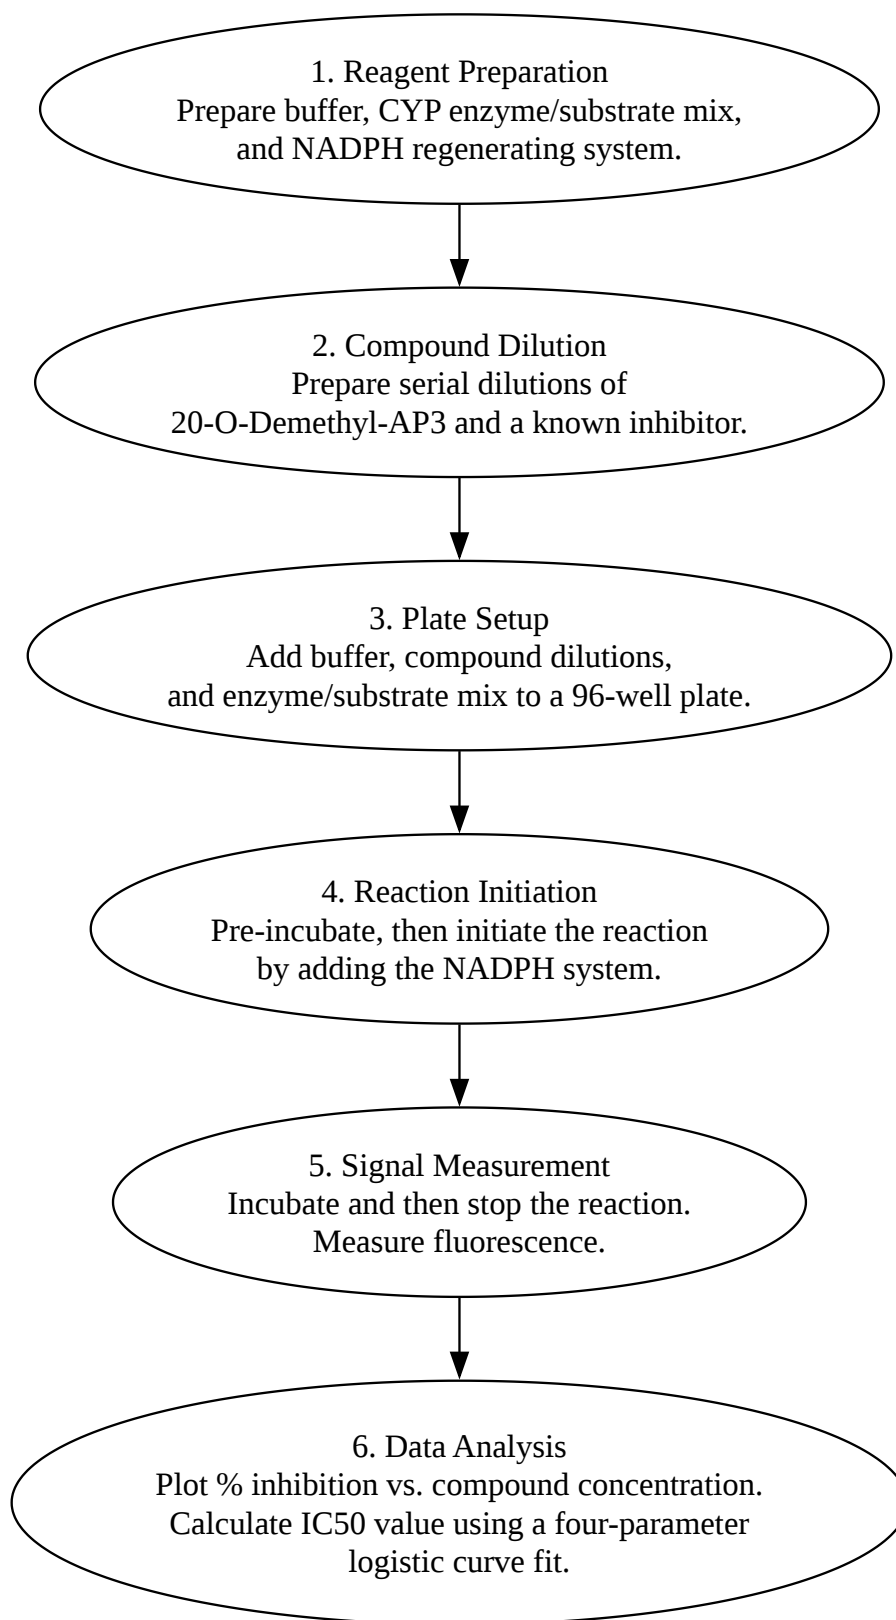 1. Reagent Preparation
Prepare buffer, CYP enzyme/substrate mix,
and NADPH regenerating system.
2. Compound Dilution
Prepare serial dilutions of
20-O-Demethyl-AP3 and a known inhibitor.
3. Plate Setup
Add buffer, compound dilutions,
and enzyme/substrate mix to a 96-well plate.
4. Reaction Initiation
Pre-incubate, then initiate the reaction
by adding the NADPH system.
5. Signal Measurement
Incubate and then stop the reaction.
Measure fluorescence.
6. Data Analysis
Plot % inhibition vs. compound concentration.
Calculate IC50 value using a four-parameter
logistic curve fit.